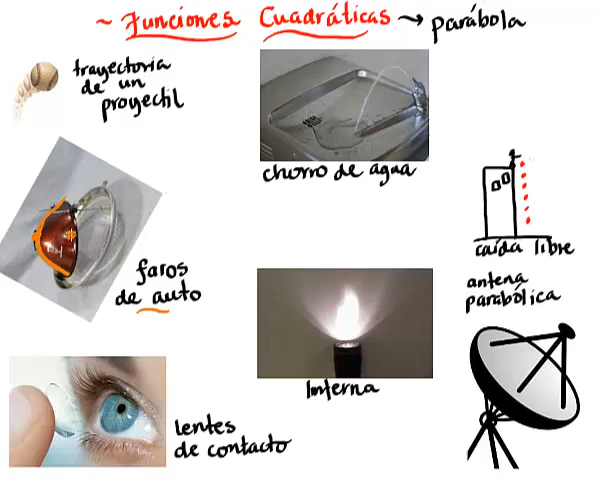 ~ Funciones Cuadráticas → parábola
trayectoria
de un
proyectil
chorro de agua
caída libre
faros
de auto
antena
parabólica
linterna
lentes
de contacto